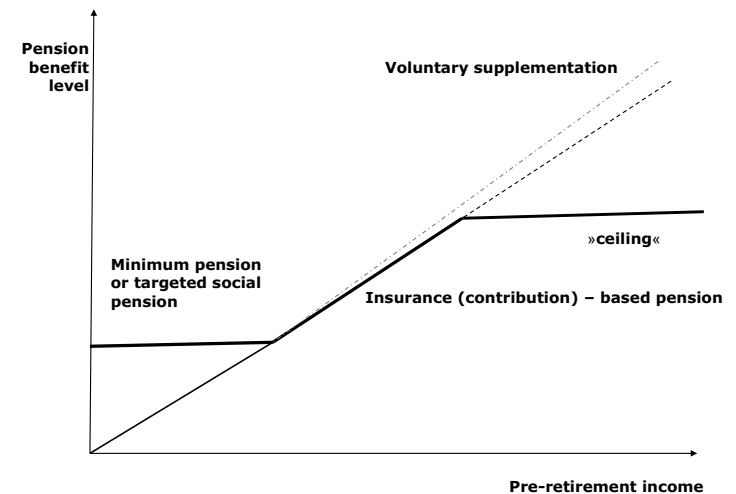 Pension
benefit
level
Voluntary supplementation
»ceiling«
Minimum pension
or targeted social
pension
Insurance (contribution) – based pension
Pre-retirement income